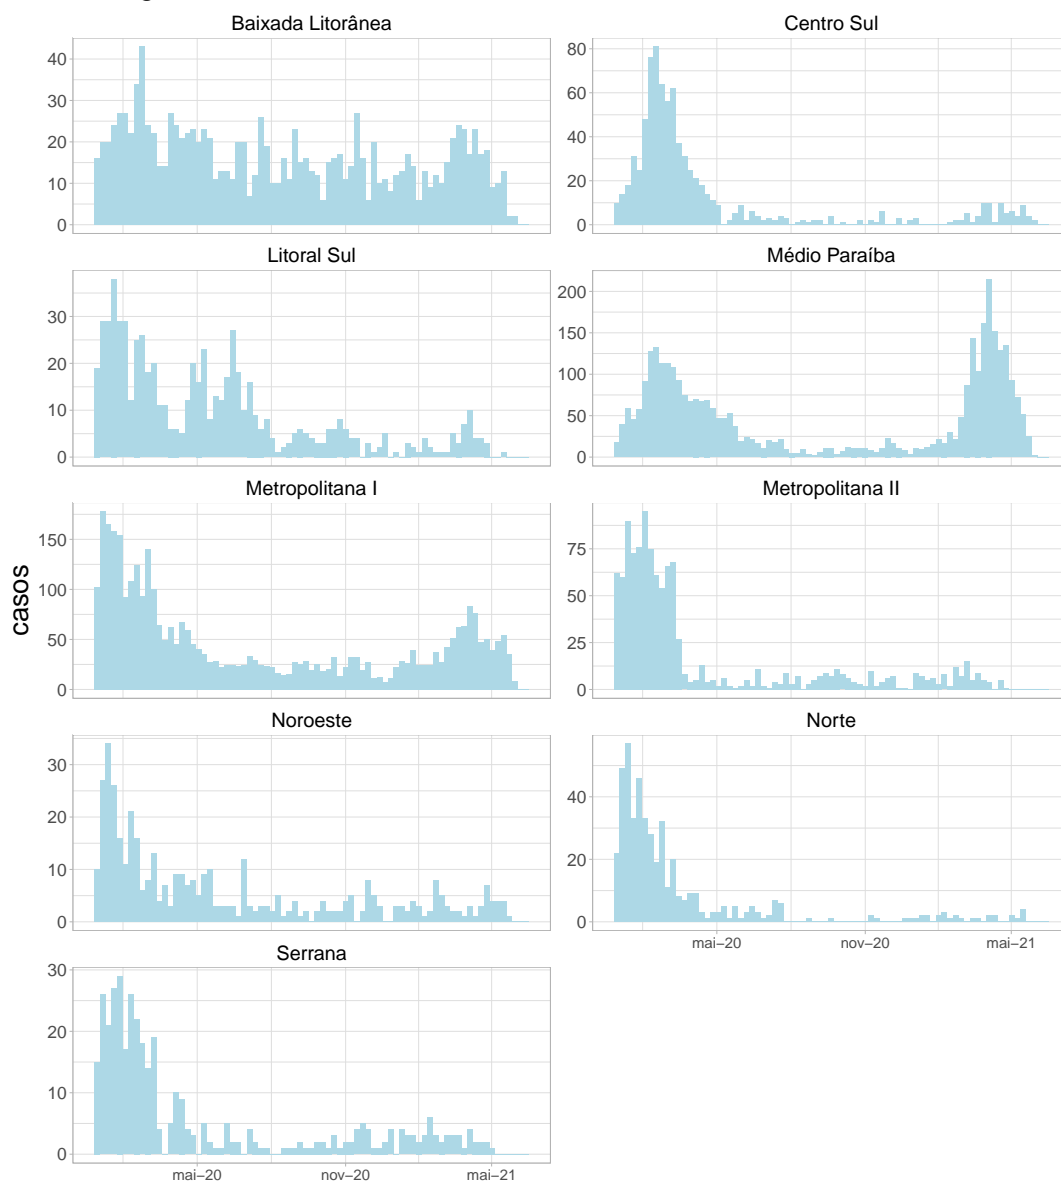 Baixada Litorânea
Centro Sul
40
30
20
10
0
80
60
40
20
0
Litoral Sul
Médio Paraíba
30
20
10
0
200
150
100
50
0
Metropolitana I
Metropolitana II
150
100
50
0
75
50
25
0
casos
Noroeste
Norte
30
20
10
0
40
20
0
mai–20
nov–20
mai–21
Serrana
30
20
10
0
mai–20
nov–20
mai–21